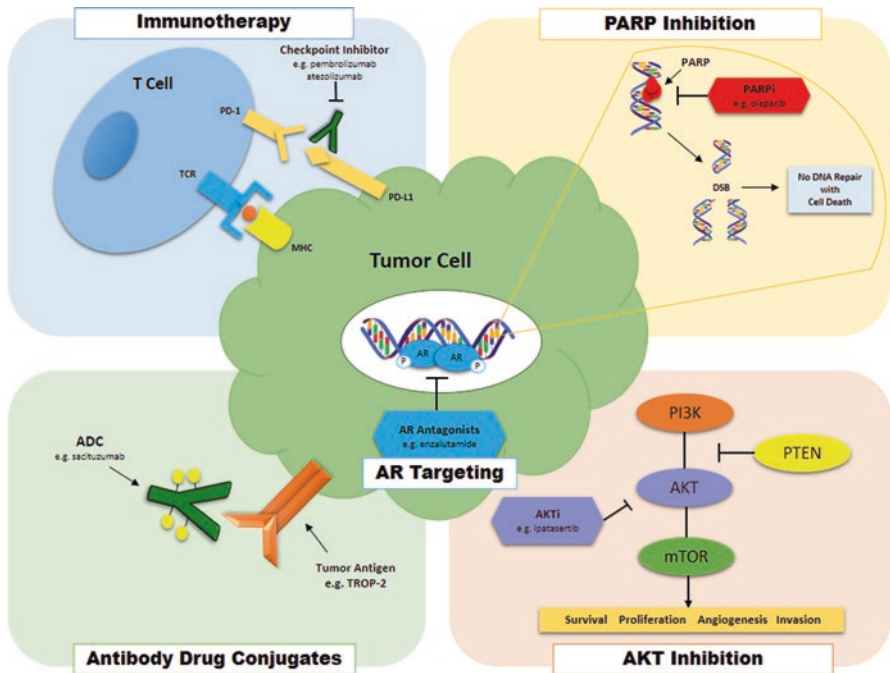 Immunotherapy
Checkpoint Inhibitor
e.g. pembrolizumab
atezolizumab
T Cell
PD-1
TCR
PD-L1
MHC
PARP Inhibition
PARP
PARPi
e.g. olaparib
DSB
No DNA Repair
with
Cell Death
Tumor Cell
AR
AR
P
P
AR Antagonists
e.g. enzalutamide
AR Targeting
ADC
e.g. sacituzumab
Tumor Antigen
e.g. TROP-2
Antibody Drug Conjugates
PI3K
PTEN
AKT
AKTi
e.g. ipatasertib
mTOR
Survival Proliferation Angiogenesis Invasion
AKT Inhibition